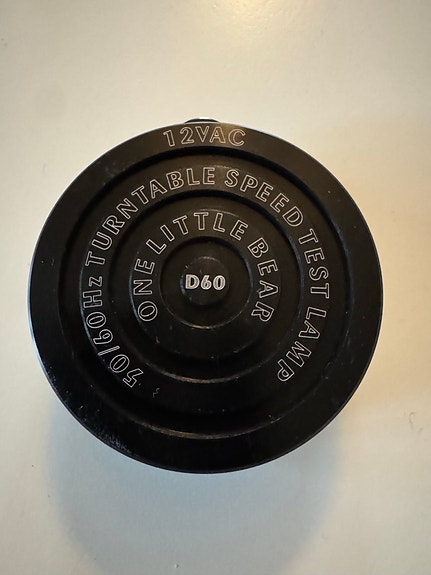 12VAC
50/60Hz TURNTABLE SPEED TEST LAMP
ONE LITTLE BEAR
D60